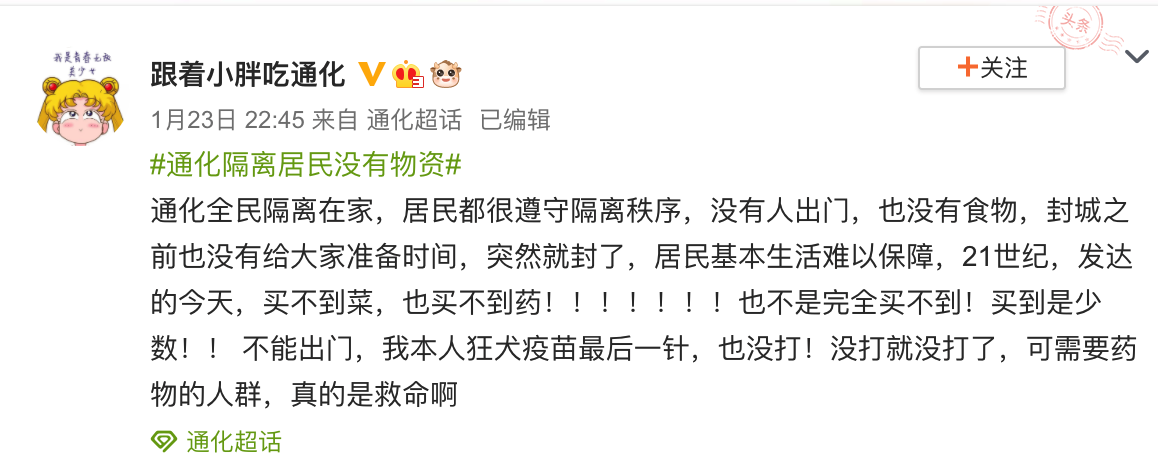 头条
我是青春无敌
美少女
跟着小胖吃通化
+关注
1月23日 22:45 来自 通化超话 已编辑
#通化隔离居民没有物资#
通化全民隔离在家，居民都很遵守隔离秩序，没有人出门，也没有食物，封城之
前也没有给大家准备时间，突然就封了，居民基本生活难以保障，21世纪，发达
的今天，买不到菜，也买不到药！！！！！！！也不是完全买不到！买到是少
数！！ 不能出门，我本人狂犬疫苗最后一针，也没打！没打就没打了，可需要药
物的人群，真的是救命啊
通化超话